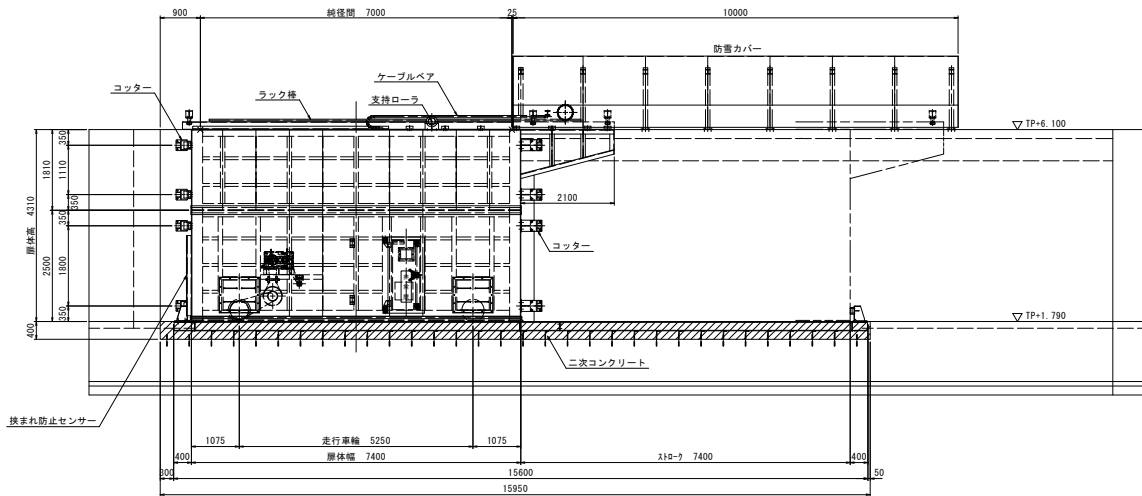 900
純径間 7000
25
10000
防雪カバー
ケーブルベア
コッター
ラック棒
支持ローラ
TP+6.100
扉体高 4310
1810
2500
400
350
1110
350
350
1800
350
2100
コッター
TP+1.790
二次コンクリート
挟まれ防止センサー
1075
走行車輪 5250
1075
400
扉体幅 7400
ストローク 7400
400
300
15600
50
15950